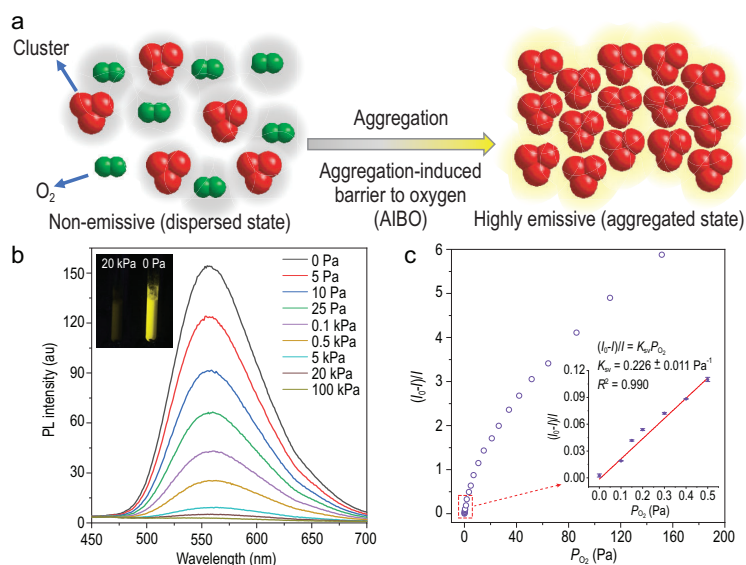 a
Cluster
O₂
Non-emissive (dispersed state)
Aggregation
Aggregation-induced
barrier to oxygen
(AIBO)
Highly emissive (aggregated state)
b
20 kPa 0 Pa
0 Pa
5 Pa
10 Pa
25 Pa
0.1 kPa
0.5 kPa
5 kPa
20 kPa
100 kPa
PL intensity (au)
150
120
90
60
30
0
450 500 550 600 650 700
Wavelength (nm)
c
(I₀-I)/I
6
5
4
3
2
1
0
(I₀-I)/I = KsvPO₂
Ksv = 0.226 ± 0.011 Pa⁻¹
R² = 0.990
(I₀-I)/I
0.12
0.08
0.04
0.00
0.0 0.1 0.2 0.3 0.4 0.5
PO₂ (Pa)
0 40 80 120 160 200
PO₂ (Pa)